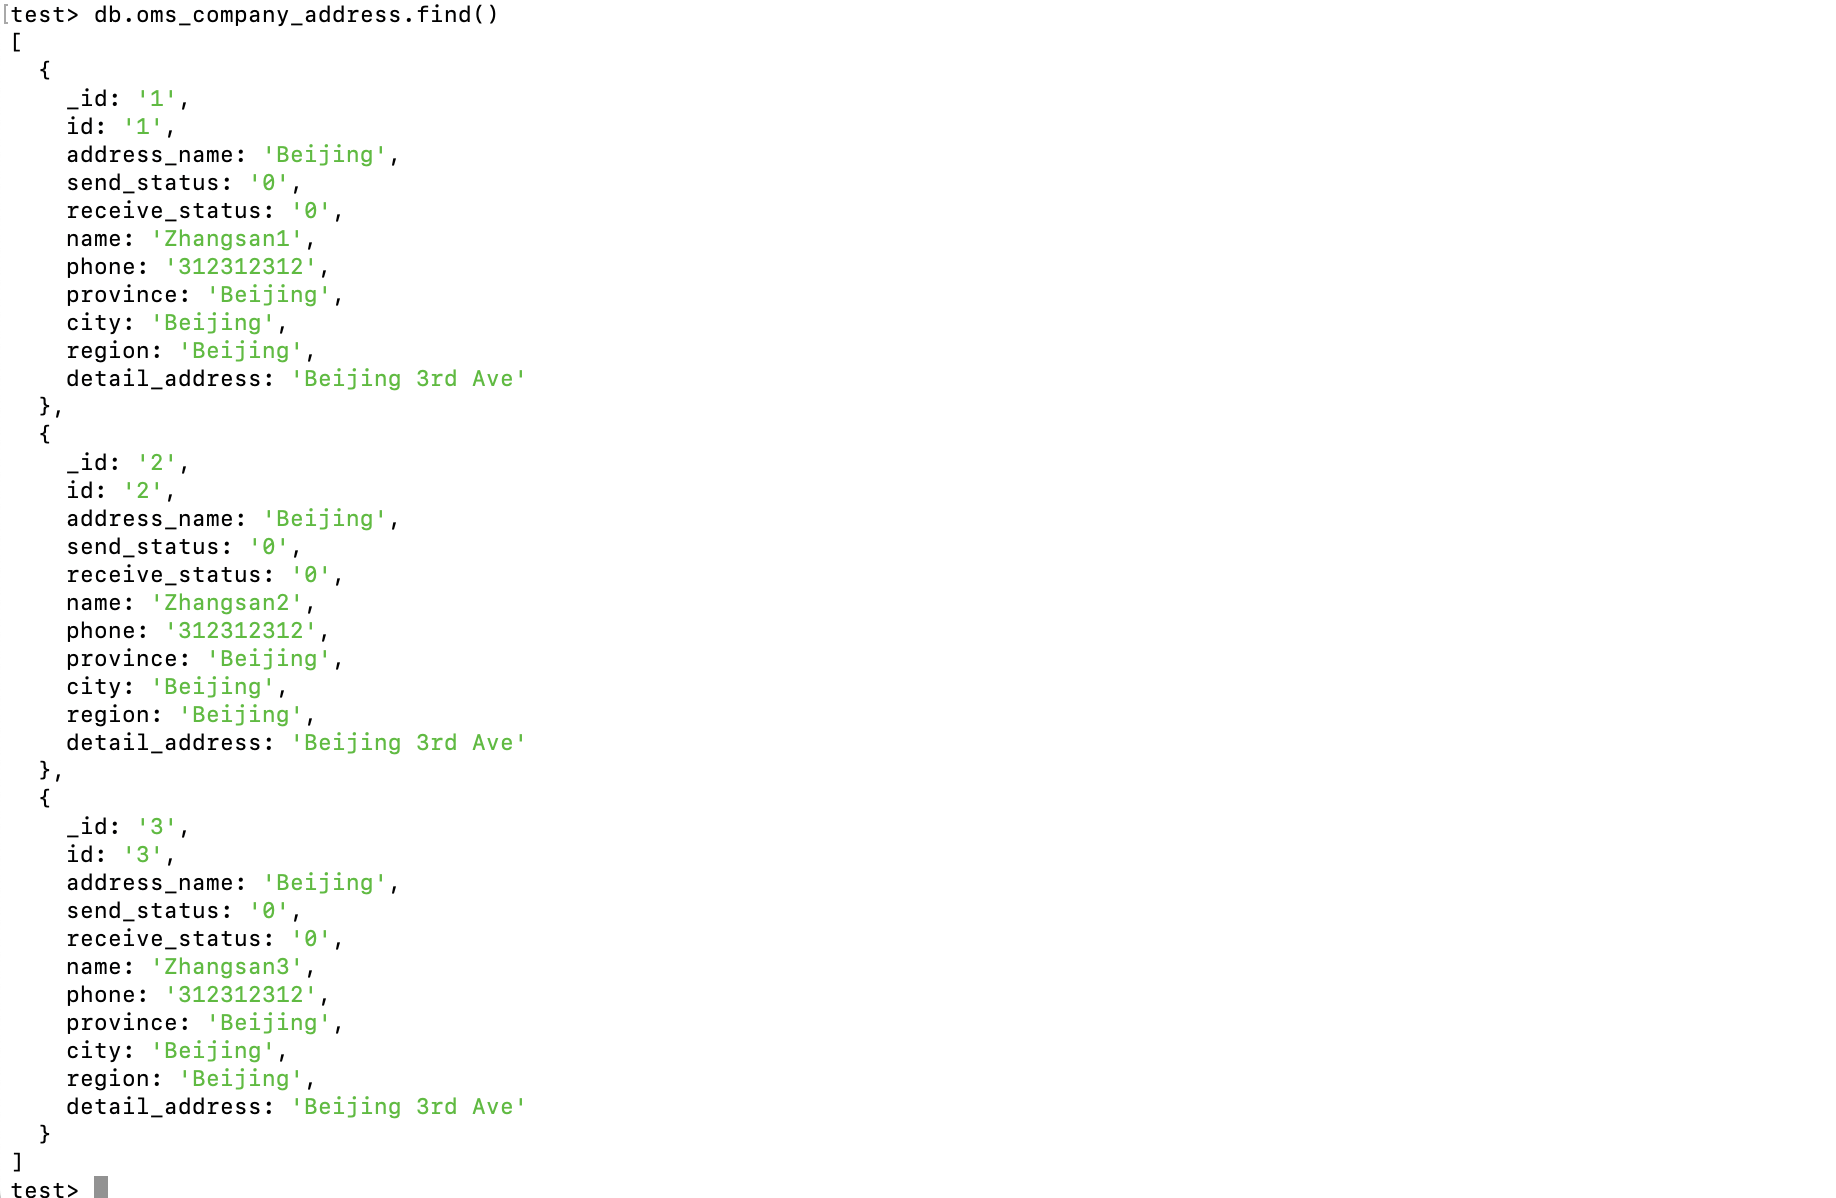 test> db.oms_company_address.find()
[
  {
    _id: '1',
    id: '1',
    address_name: 'Beijing',
    send_status: '0',
    receive_status: '0',
    name: 'Zhangsan1',
    phone: '312312312',
    province: 'Beijing',
    city: 'Beijing',
    region: 'Beijing',
    detail_address: 'Beijing 3rd Ave'
  },
  {
    _id: '2',
    id: '2',
    address_name: 'Beijing',
    send_status: '0',
    receive_status: '0',
    name: 'Zhangsan2',
    phone: '312312312',
    province: 'Beijing',
    city: 'Beijing',
    region: 'Beijing',
    detail_address: 'Beijing 3rd Ave'
  },
  {
    _id: '3',
    id: '3',
    address_name: 'Beijing',
    send_status: '0',
    receive_status: '0',
    name: 'Zhangsan3',
    phone: '312312312',
    province: 'Beijing',
    city: 'Beijing',
    region: 'Beijing',
    detail_address: 'Beijing 3rd Ave'
  }
]
test>